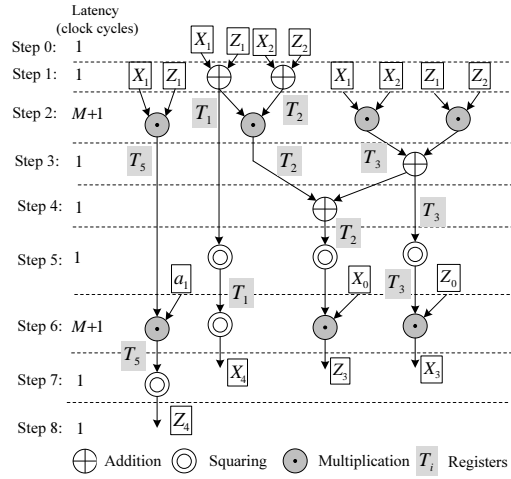 Latency
(clock cycles)
Step 0: 1 X₁ Z₁ X₂ Z₂
Step 1: 1
X₁ Z₁ X₁ X₂ Z₁ Z₂
T₁ T₂
Step 2: M+1
Step 3: 1 T₅ T₂ T₃
Step 4: 1
T₃
T₂
Step 5: 1
T₁ X₀ T₃ Z₀
a₁
Step 6: M+1
T₅ X₄ Z₃ X₃
Step 7: 1
Z₄
Step 8: 1
Addition Squaring Multiplication Tᵢ Registers